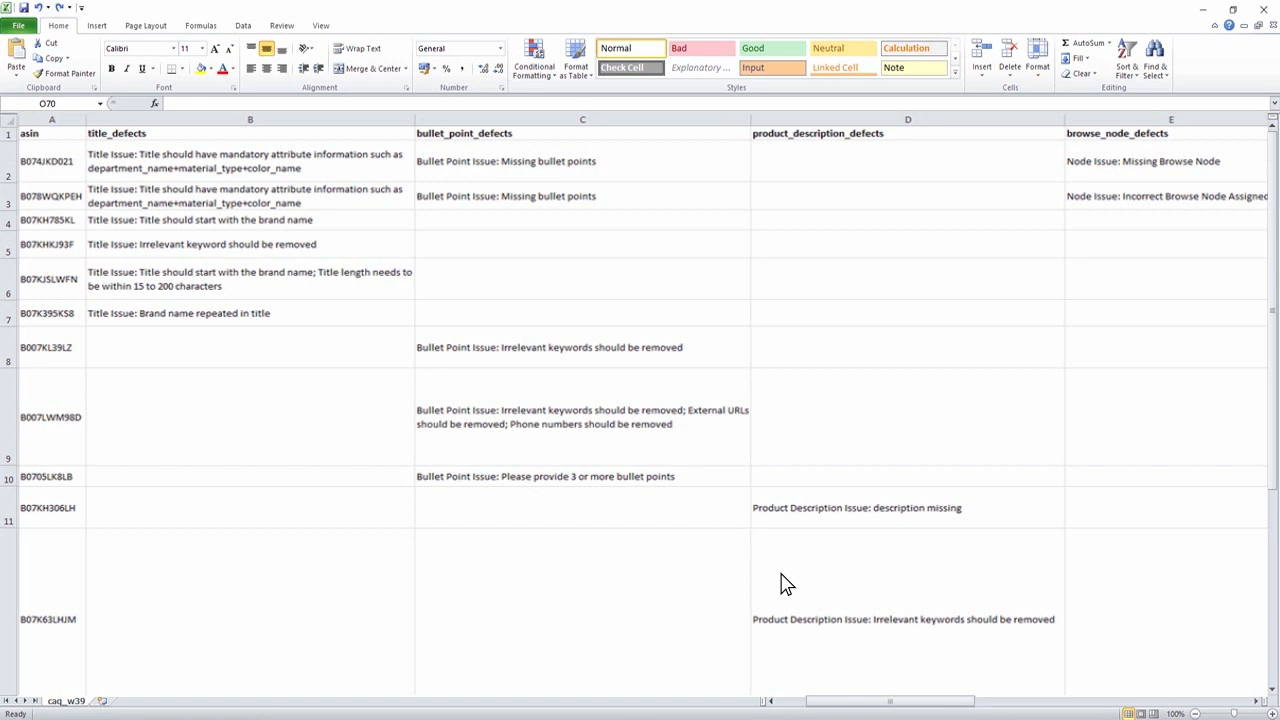 File Home Insert Page Layout Formulas Data Review View
Paste Cut Copy Format Painter
Calibri 11
B I U
Wrap Text
Merge & Center
General
% ,
Conditional Formatting
Format as Table
Normal Bad Good Neutral Calculation
Check Cell Explanatory ... Input Linked Cell Note
Insert Delete Format
AutoSum
Fill
Clear
Sort & Filter
Find & Select
Clipboard Font Alignment Number Styles Cells Editing
O70 fx
A B C D E
1 asin title_defects bullet_point_defects product_description_defects browse_node_defects
2 B074JKD021 Title Issue: Title should have mandatory attribute information such as department_name+material_type+color_name Bullet Point Issue: Missing bullet points Node Issue: Missing Browse Node
3 B078WQKPEH Title Issue: Title should have mandatory attribute information such as department_name+material_type+color_name Bullet Point Issue: Missing bullet points Node Issue: Incorrect Browse Node Assigned
4 B07KH785KL Title Issue: Title should start with the brand name
5 B07KHKJ93F Title Issue: Irrelevant keyword should be removed
6 B07KJSLWFN Title Issue: Title should start with the brand name; Title length needs to be within 15 to 200 characters
7 B07K395KS8 Title Issue: Brand name repeated in title
8 B007KL39LZ Bullet Point Issue: Irrelevant keywords should be removed
9 B007LWM98D Bullet Point Issue: Irrelevant keywords should be removed; External URLs should be removed; Phone numbers should be removed
10 B0705LK8LB Bullet Point Issue: Please provide 3 or more bullet points
11 B07KH306LH Product Description Issue: description missing
B07K63LHJM Product Description Issue: Irrelevant keywords should be removed
caq_w39
Ready 100%